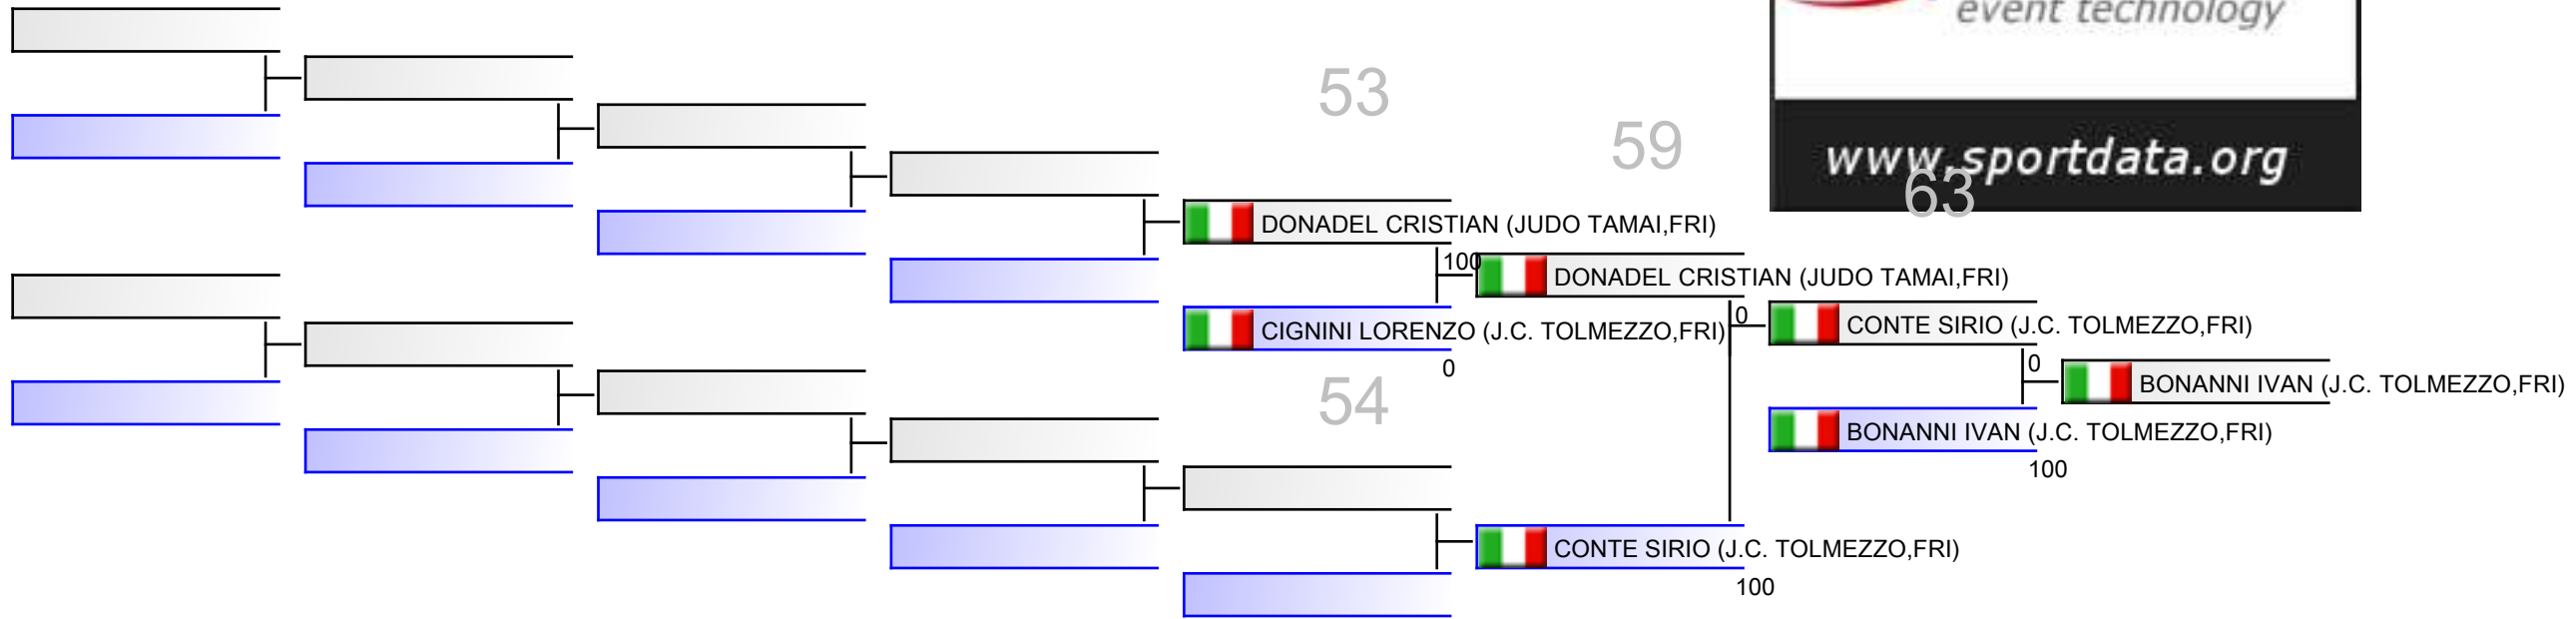 event technology
53
59
www.sportdata.org
63
DONADEL CRISTIAN (JUDO TAMAI,FRI)
100
DONADEL CRISTIAN (JUDO TAMAI,FRI)
0
CONTE SIRIO (J.C. TOLMEZZO,FRI)
CIGNINI LORENZO (J.C. TOLMEZZO,FRI)
0
0
BONANNI IVAN (J.C. TOLMEZZO,FRI)
54
BONANNI IVAN (J.C. TOLMEZZO,FRI)
100
CONTE SIRIO (J.C. TOLMEZZO,FRI)
100